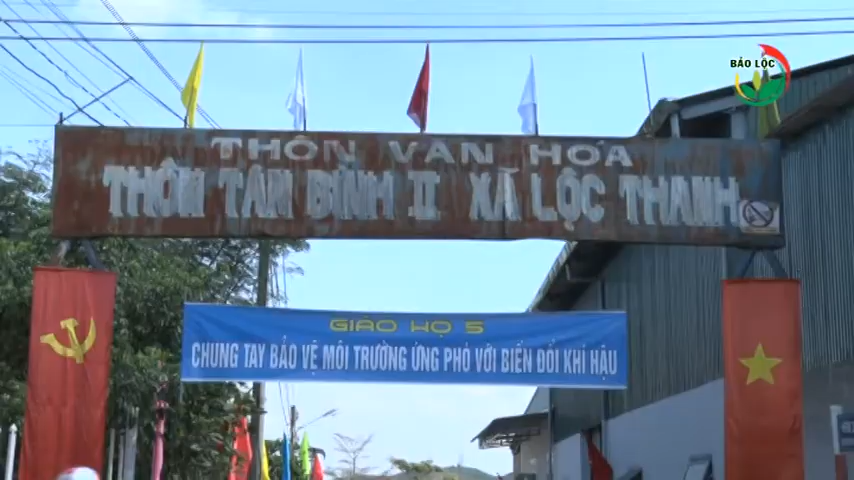 BẢO LỘC
THÔN VĂN HOÁ
THÔN TÂN BÌNH II XÃ LỘC THANH
GIÁO HỌ 5
CHUNG TAY BẢO VỆ MÔI TRƯỜNG ỨNG PHÓ VỚI BIẾN ĐỔI KHÍ HẬU